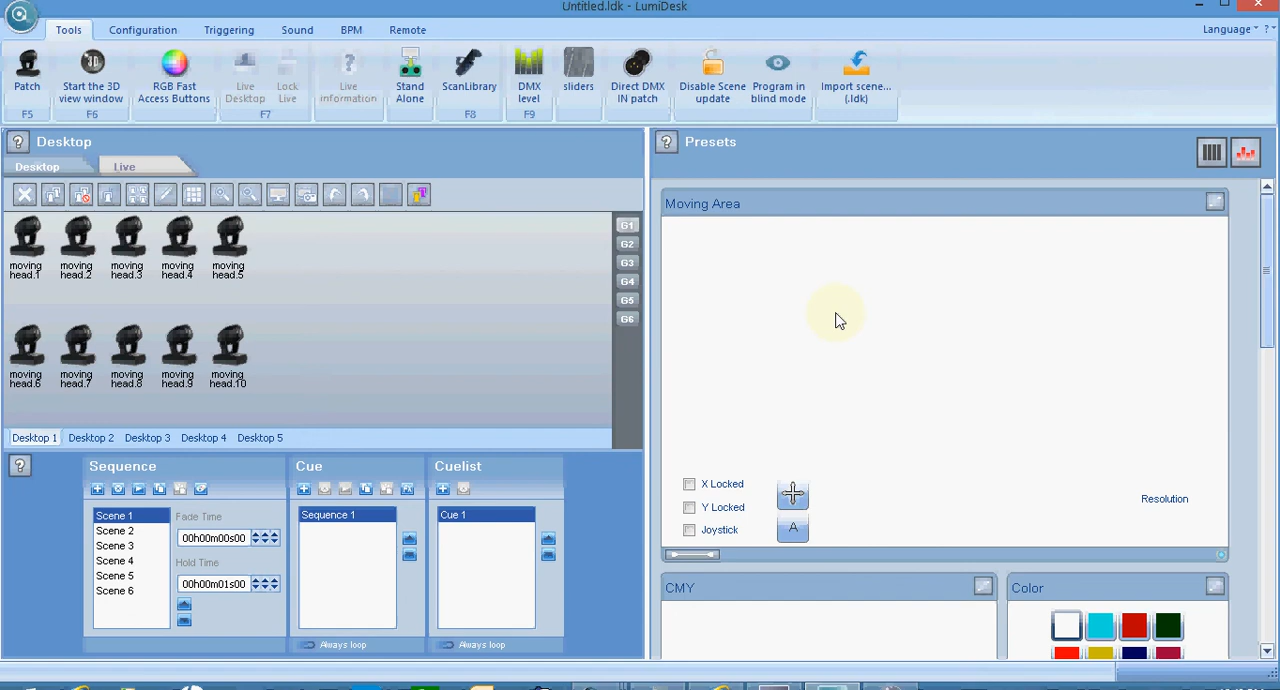 Untitled.ldk - LumiDesk
Tools Configuration Triggering Sound BPM Remote Language ?
Patch Start the 3D view window RGB Fast Access Buttons Live Desktop Lock Live Live information Stand Alone ScanLibrary DMX level sliders Direct DMX IN patch Disable Scene update Program in blind mode Import scene... (.ldk)
F5 F6 F7 F8 F9
? Desktop
Desktop Live
moving head.1 moving head.2 moving head.3 moving head.4 moving head.5
moving head.6 moving head.7 moving head.8 moving head.9 moving head.10
G1
G2
G3
G4
G5
G6
Desktop 1 Desktop 2 Desktop 3 Desktop 4 Desktop 5
? Sequence Cue Cuelist
Scene 1
Scene 2
Scene 3
Scene 4
Scene 5
Scene 6
Fade Time
00h00m00s00
Hold Time
00h00m01s00
Sequence 1
Always loop
Cue 1
Always loop
? Presets
Moving Area
X Locked
Y Locked
Joystick
A
Resolution
CMY
Color